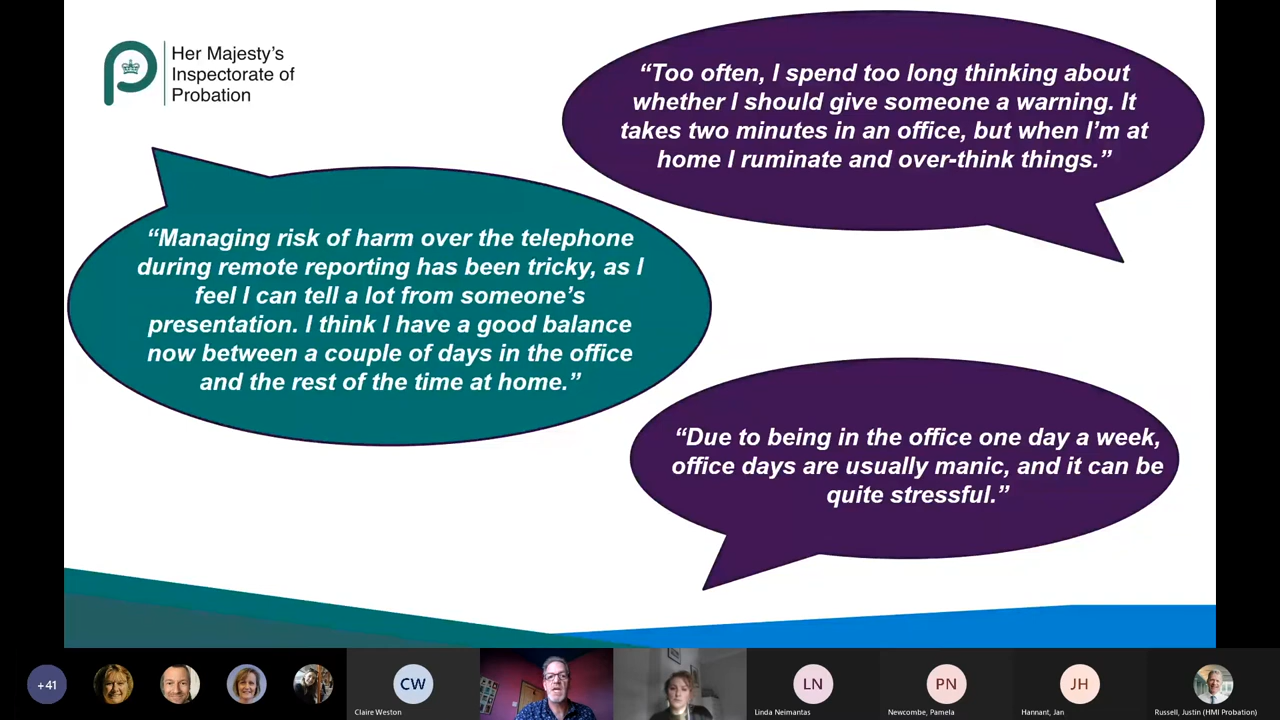 Her Majesty's
Inspectorate of
Probation
“Too often, I spend too long thinking about
whether I should give someone a warning. It
takes two minutes in an office, but when I’m at
home I ruminate and over-think things.”
“Managing risk of harm over the telephone
during remote reporting has been tricky, as I
feel I can tell a lot from someone’s
presentation. I think I have a good balance
now between a couple of days in the office
and the rest of the time at home.”
“Due to being in the office one day a week,
office days are usually manic, and it can be
quite stressful.”
+41
CW
LN
PN
JH
Claire Weston
Linda Neimantas
Newcombe, Pamela
Hannant, Jan
Russell, Justin (HMI Probation)